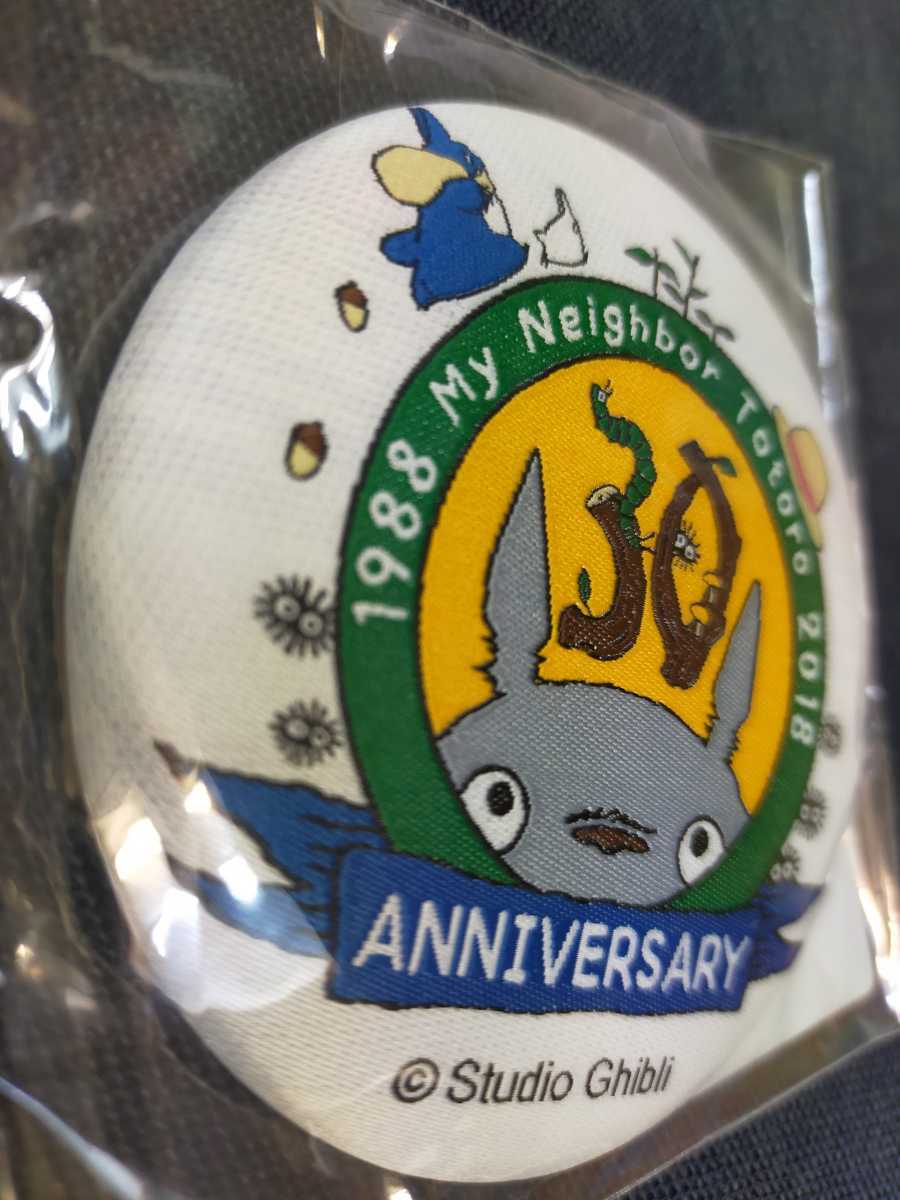 1988 My Neighbor Totoro 2018
30
ANNIVERSARY
© Studio Ghibli